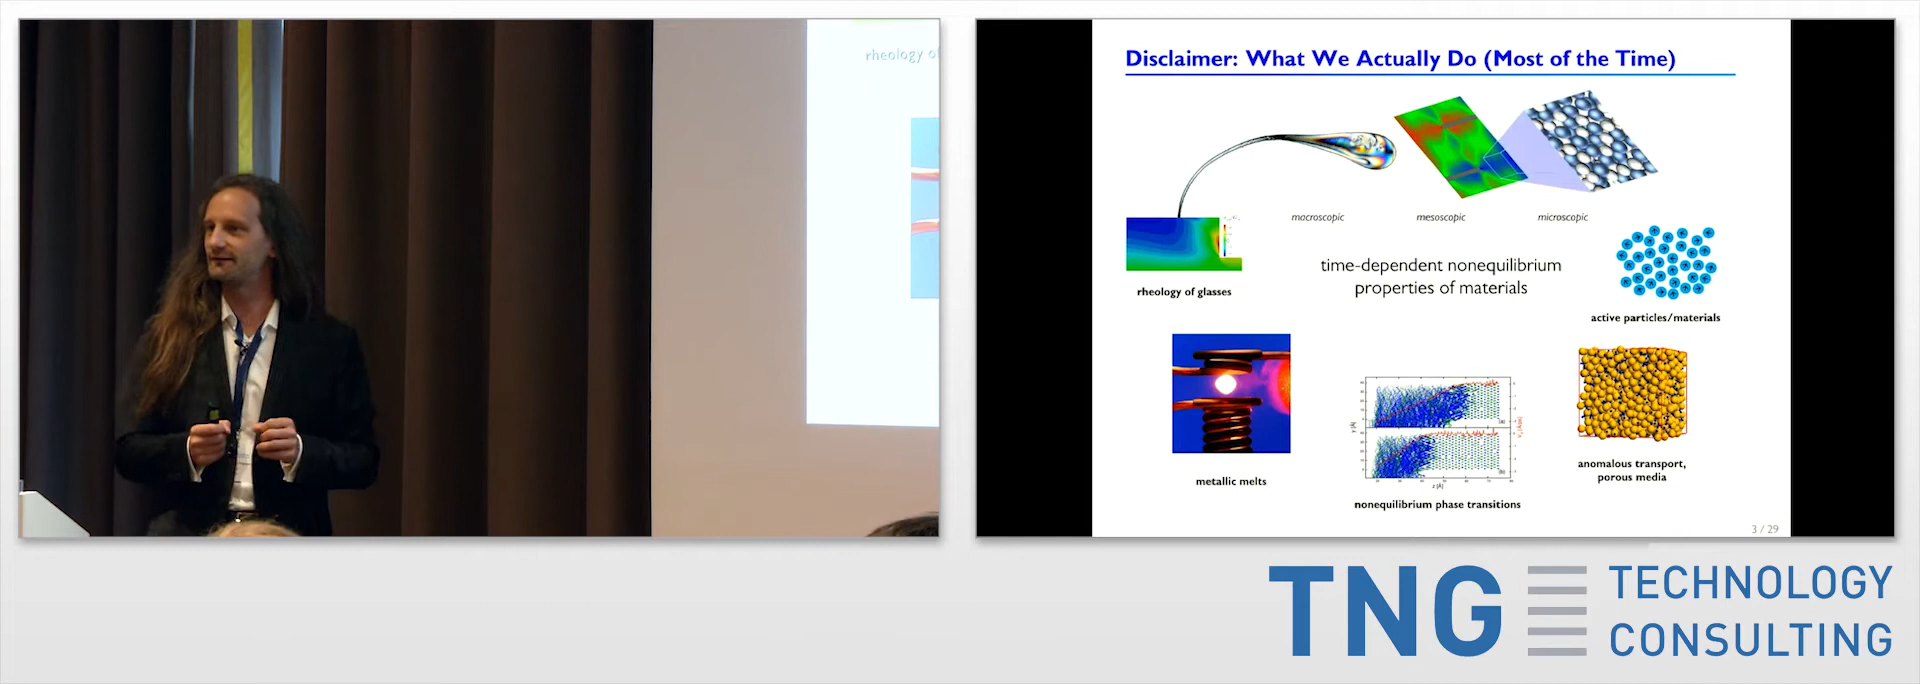 rheology of
Disclaimer: What We Actually Do (Most of the Time)
macroscopic
mesoscopic
microscopic
time-dependent nonequilibrium
properties of materials
rheology of glasses
active particles/materials
metallic melts
nonequilibrium phase transitions
anomalous transport,
porous media
3 / 29
TNG TECHNOLOGY
CONSULTING